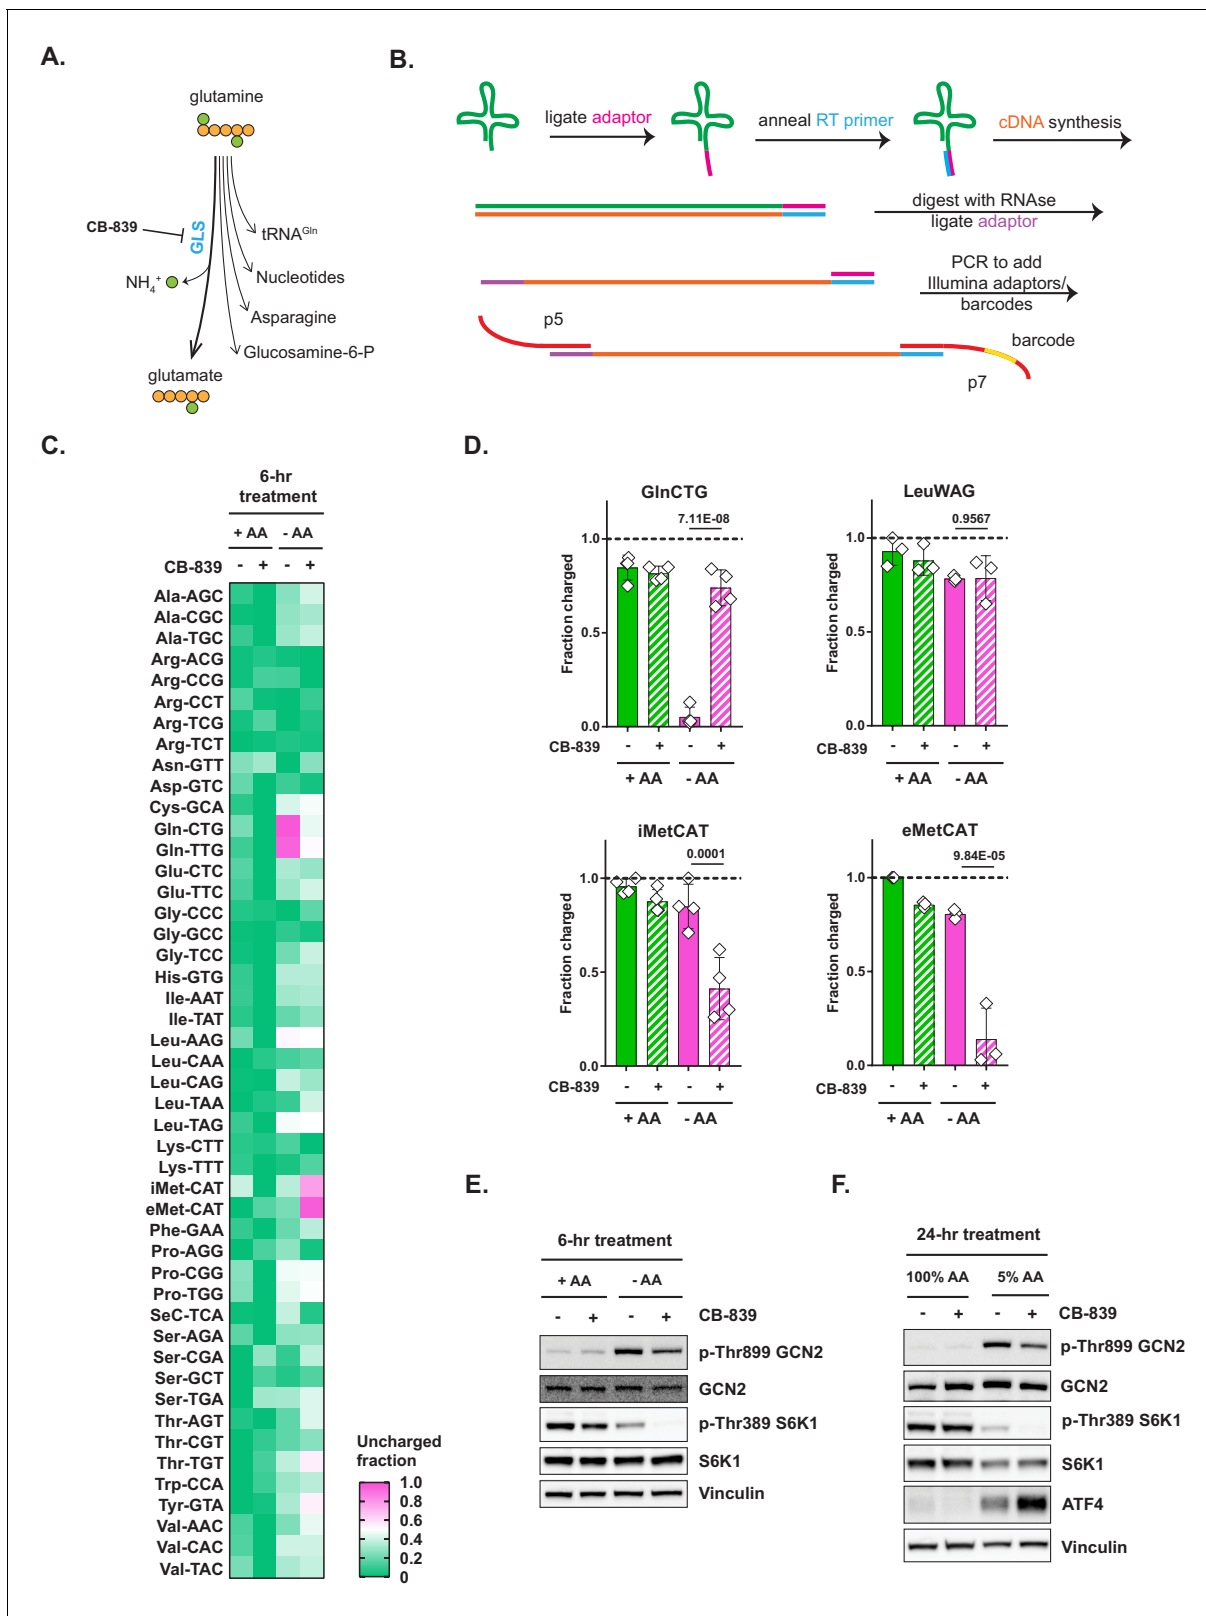 A.
glutamine
CB-839
GLS
NH4+
tRNAGln
Nucleotides
Asparagine
Glucosamine-6-P
glutamate
B.
ligate adaptor
anneal RT primer
cDNA synthesis
digest with RNAse
ligate adaptor
PCR to add
Illumina adaptors/
barcodes
p5
barcode
p7
C.
6-hr
treatment
+ AA - AA
CB-839 - + - +
Ala-AGC
Ala-CGC
Ala-TGC
Arg-ACG
Arg-CCG
Arg-CCT
Arg-TCG
Arg-TCT
Asn-GTT
Asp-GTC
Cys-GCA
Gln-CTG
Gln-TTG
Glu-CTC
Glu-TTC
Gly-CCC
Gly-GCC
Gly-TCC
His-GTG
Ile-AAT
Ile-TAT
Leu-AAG
Leu-CAA
Leu-CAG
Leu-TAA
Leu-TAG
Lys-CTT
Lys-TTT
iMet-CAT
eMet-CAT
Phe-GAA
Pro-AGG
Pro-CGG
Pro-TGG
SeC-TCA
Ser-AGA
Ser-CGA
Ser-GCT
Ser-TGA
Thr-AGT
Thr-CGT
Thr-TGT
Trp-CCA
Tyr-GTA
Val-AAC
Val-CAC
Val-TAC
Uncharged
fraction
1.0
0.8
0.6
0.4
0.2
0
D.
GlnCTG
7.11E-08
Fraction charged
1.0
0.5
0.0
CB-839 - + - +
+ AA - AA
LeuWAG
0.9567
Fraction charged
1.0
0.5
0.0
CB-839 - + - +
+ AA - AA
iMetCAT
0.0001
Fraction charged
1.0
0.5
0.0
CB-839 - + - +
+ AA - AA
eMetCAT
9.84E-05
Fraction charged
1.0
0.5
0.0
CB-839 - + - +
+ AA - AA
E.
6-hr treatment
+ AA - AA
- + - + CB-839
p-Thr899 GCN2
GCN2
p-Thr389 S6K1
S6K1
Vinculin
F.
24-hr treatment
100% AA 5% AA
- + - + CB-839
p-Thr899 GCN2
GCN2
p-Thr389 S6K1
S6K1
ATF4
Vinculin